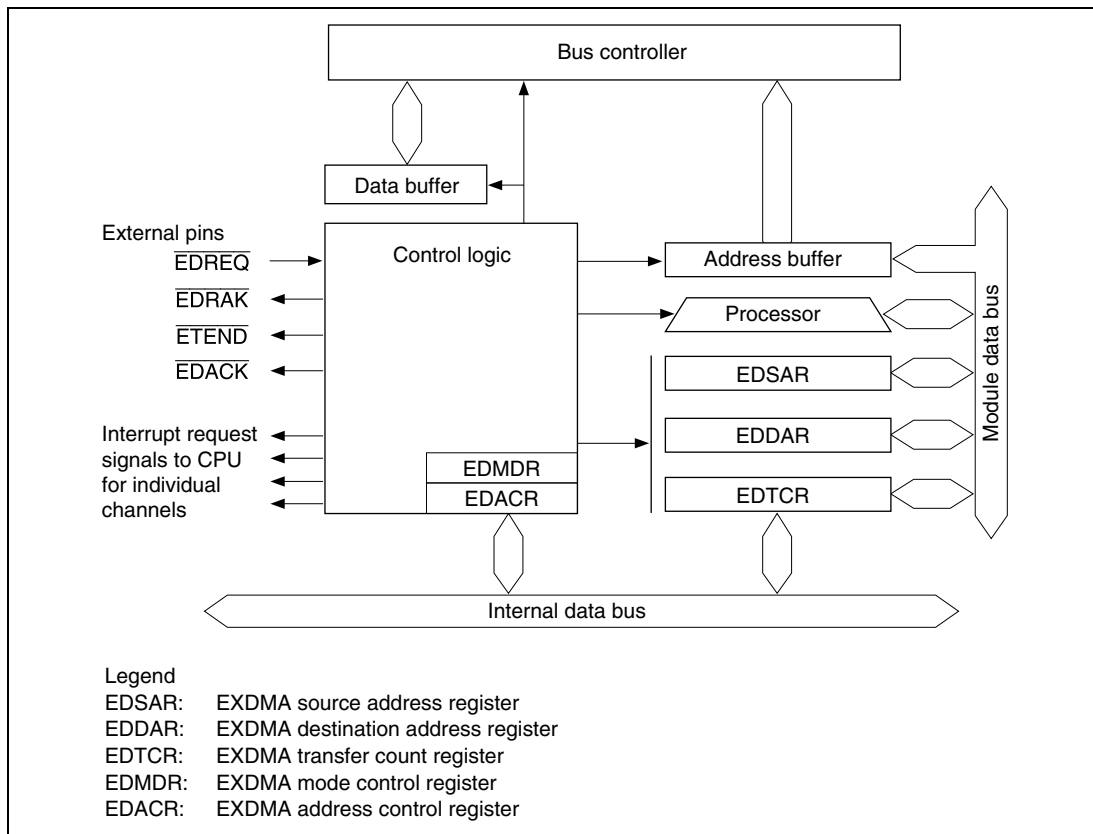 Bus controller
Data buffer
External pins
EDREQ
EDRAK
ETEND
EDACK
Interrupt request
signals to CPU
for individual
channels
Control logic
EDMDR
EDACR
Address buffer
Processor
EDSAR
EDDAR
EDTCR
Module data bus
Internal data bus
Legend
EDSAR: EXDMA source address register
EDDAR: EXDMA destination address register
EDTCR: EXDMA transfer count register
EDMDR: EXDMA mode control register
EDACR: EXDMA address control register